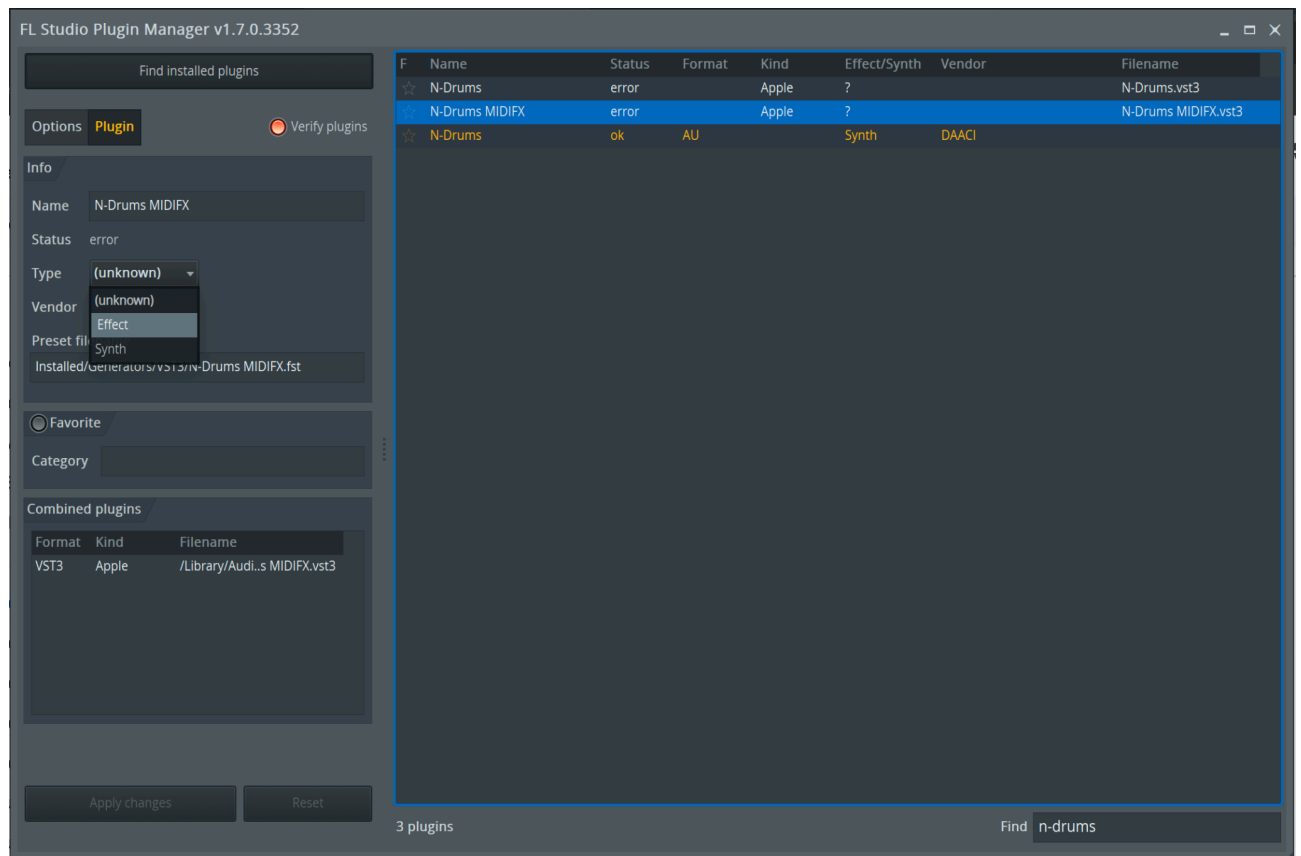 FL Studio Plugin Manager v1.7.0.3352
Find installed plugins
Options Plugin Verify plugins
Info
Name N-Drums MIDIFX
Status error
Type (unknown)
(unknown)
Effect
Synth
Vendor
Preset fil
Installed/Generators/VST3/N-Drums MIDIFX.fst
Favorite
Category
Combined plugins
Format Kind Filename
VST3 Apple /Library/Audi..s MIDIFX.vst3
Apply changes Reset
F Name Status Format Kind Effect/Synth Vendor Filename
N-Drums error Apple ? N-Drums.vst3
N-Drums MIDIFX error Apple ? N-Drums MIDIFX.vst3
N-Drums ok AU Synth DAACI
3 plugins Find n-drums